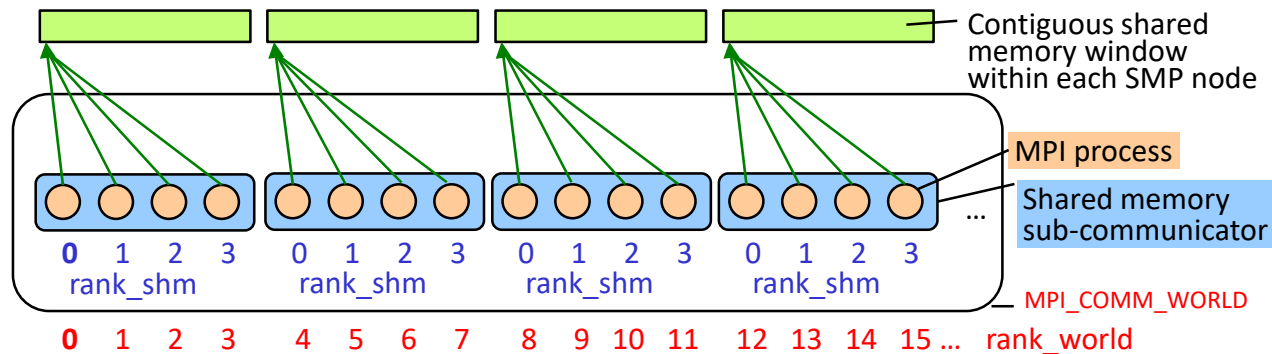 Contiguous shared
memory window
within each SMP node
MPI process
Shared memory
sub-communicator
...
0 1 2 3 0 1 2 3 0 1 2 3 0 1 2 3
rank_shm rank_shm rank_shm rank_shm
MPI_COMM_WORLD
0 1 2 3 4 5 6 7 8 9 10 11 12 13 14 15 ... rank_world